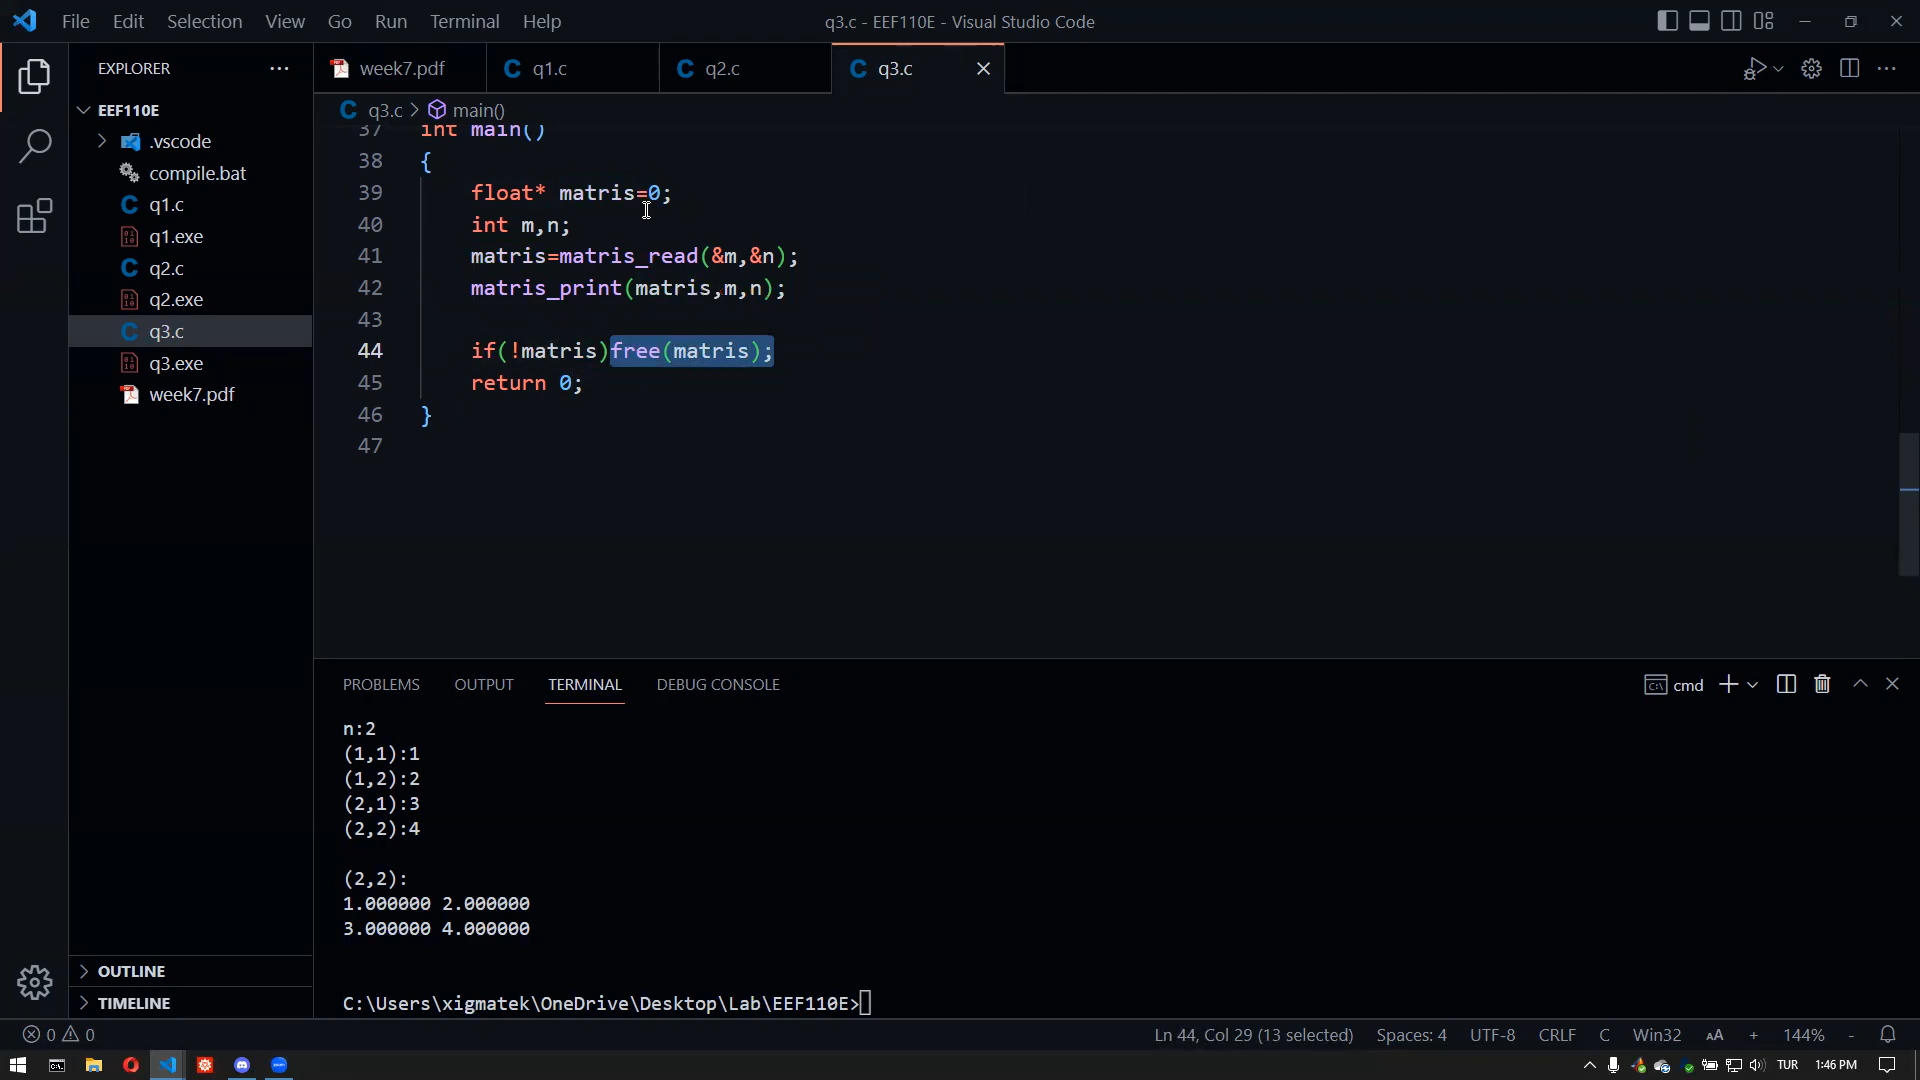 File Edit Selection View Go Run Terminal Help
q3.c - EEF110E - Visual Studio Code
EXPLORER
week7.pdf
q1.c
q2.c
q3.c
EEF110E
.vscode
compile.bat
q1.c
q1.exe
q2.c
q2.exe
q3.c
q3.exe
week7.pdf
OUTLINE
TIMELINE
q3.c > main()
37 int main()
38 {
39 float* matris=0;
40 int m,n;
41 matris=matris_read(&m,&n);
42 matris_print(matris,m,n);
43
44 if(!matris)free(matris);
45 return 0;
46 }
47
PROBLEMS OUTPUT TERMINAL DEBUG CONSOLE
cmd
n:2
(1,1):1
(1,2):2
(2,1):3
(2,2):4
(2,2):
1.000000 2.000000
3.000000 4.000000
C:\Users\xigmatek\OneDrive\Desktop\Lab\EEF110E>
0 0
Ln 44, Col 29 (13 selected) Spaces: 4 UTF-8 CRLF C Win32 AA + 144% -
TUR 1:46 PM